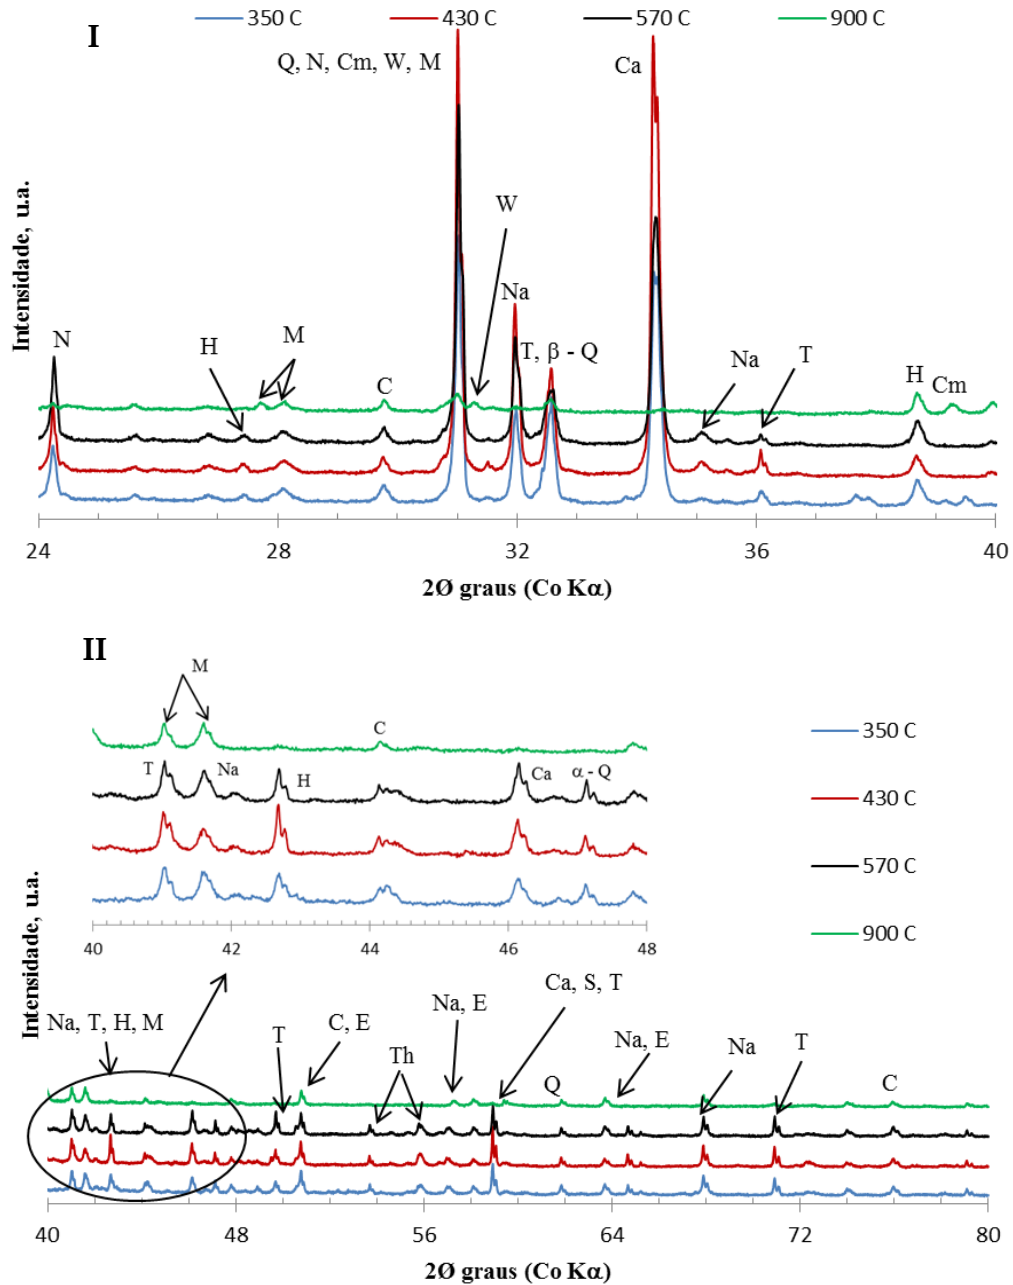 350 C 430 C 570 C 900 C
I
Q, N, Cm, W, M
Ca
W
Na
N
H
M
C
T, β - Q
Na
T
H
Cm
Intensidade, u.a.
24 28 32 36 40
2Ø graus (Co Kα)
II
M
C
T
Na
H
Ca
α - Q
350 C
430 C
570 C
900 C
40 42 44 46 48
Intensidade, u.a.
Na, T, H, M
T
C, E
Th
Na, E
Ca, S, T
Q
Na, E
Na
T
C
40 48 56 64 72 80
2Ø graus (Co Kα)